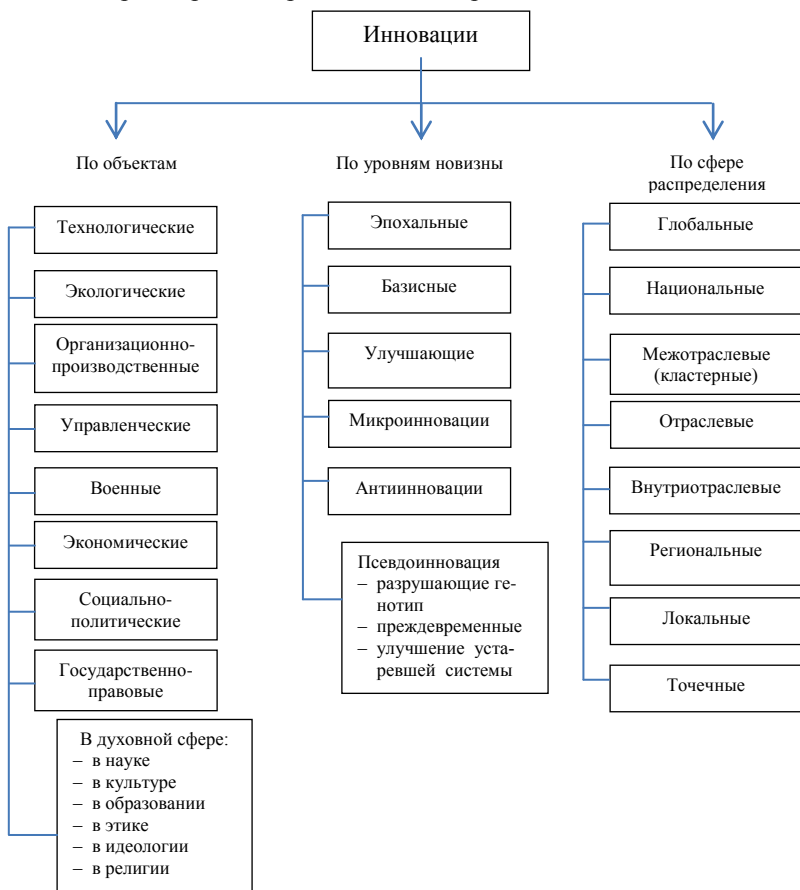 Инновации
По объектам
Технологические
Экологические
Организационно-
производственные
Управленческие
Военные
Экономические
Социально-
политические
Государственно-
правовые
В духовной сфере:
– в науке
– в культуре
– в образовании
– в этике
– в идеологии
– в религии
По уровням новизны
Эпохальные
Базисные
Улучшающие
Микроинновации
Антиинновации
Псевдоинновация
– разрушающие ге-
нотип
– преждевременные
– улучшение уста-
ревшей системы
По сфере
распределения
Глобальные
Национальные
Межотраслевые
(кластерные)
Отраслевые
Внутриотраслевые
Региональные
Локальные
Точечные